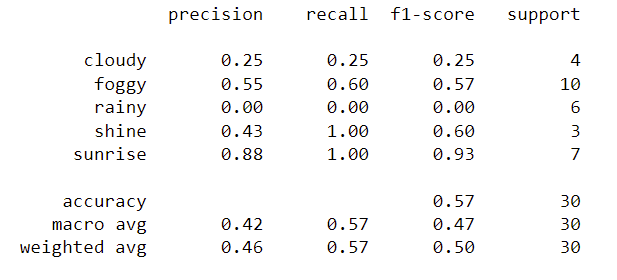 precision recall f1-score support
cloudy 0.25 0.25 0.25 4
foggy 0.55 0.60 0.57 10
rainy 0.00 0.00 0.00 6
shine 0.43 1.00 0.60 3
sunrise 0.88 1.00 0.93 7
accuracy 0.57 30
macro avg 0.42 0.57 0.47 30
weighted avg 0.46 0.57 0.50 30